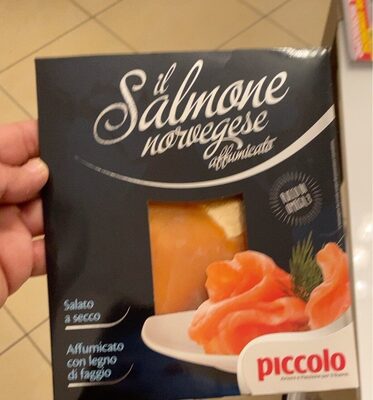 il
Salmone
norvegese
affumicato
Salato
a secco
Affumicato
con legno
di faggio
piccolo